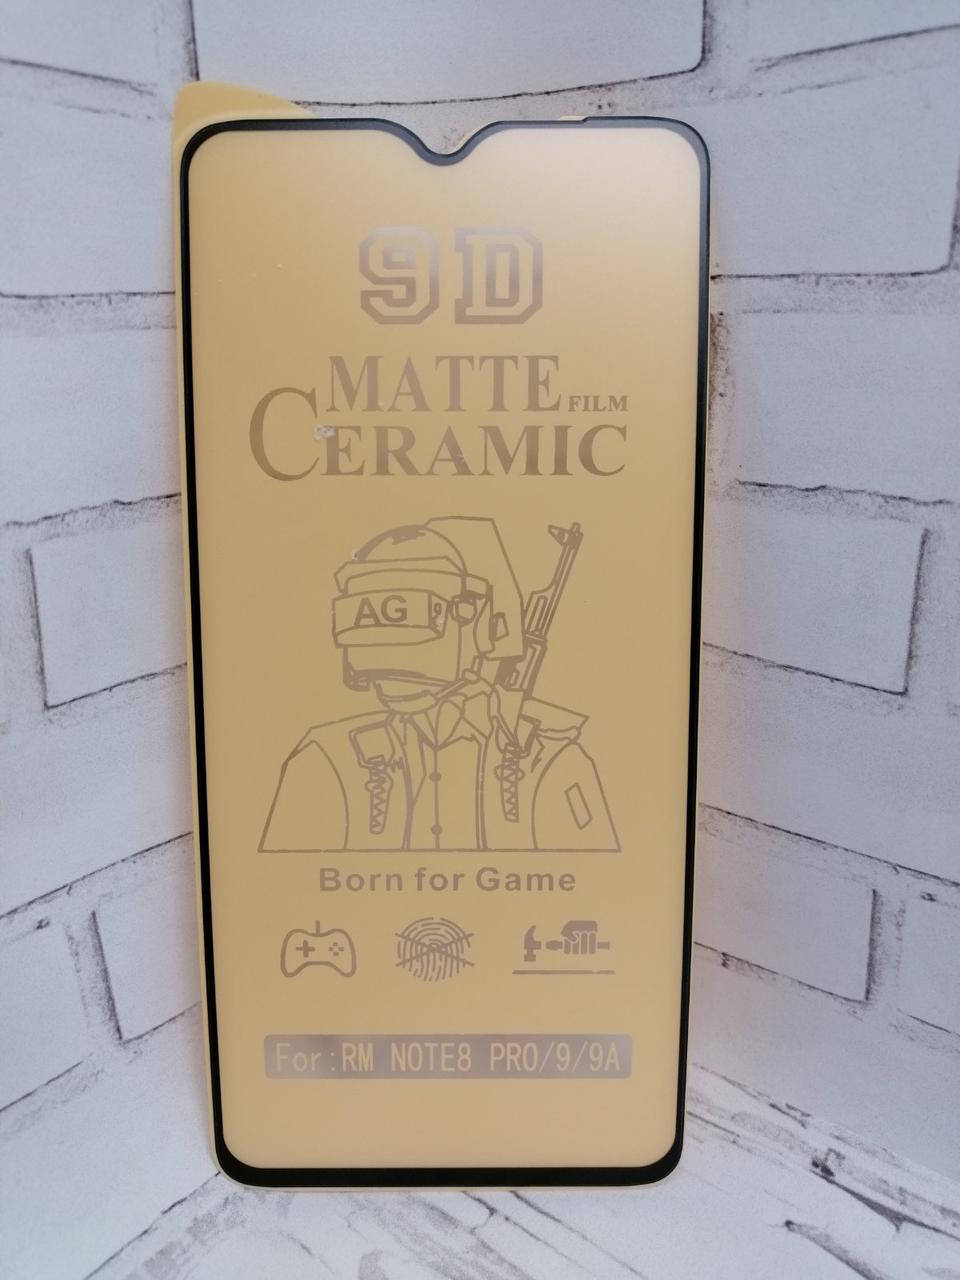 9D
MATTE FILM
CERAMIC
AG
Born for Game
For:RM NOTE8 PRO/9/9A